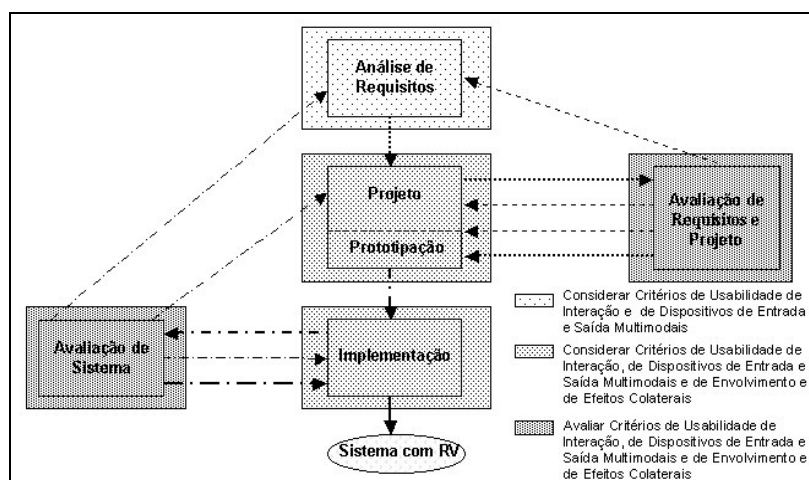 Análise de
Requisitos
Projeto
Prototipação
Avaliação de
Requisitos e
Projeto
Avaliação de
Sistema
Implementação
Sistema com RV
Considerar Critérios de Usabilidade de
Interação e de Dispositivos de Entrada
e Saída Multimodais
Considerar Critérios de Usabilidade de
Interação, de Dispositivos de Entrada e
Saída Multimodais e de Envolvimento e
de Efeitos Colaterais
Avaliar Critérios de Usabilidade de
Interação, de Dispositivos de Entrada e
Saída Multimodais e de Envolvimento e
de Efeitos Colaterais